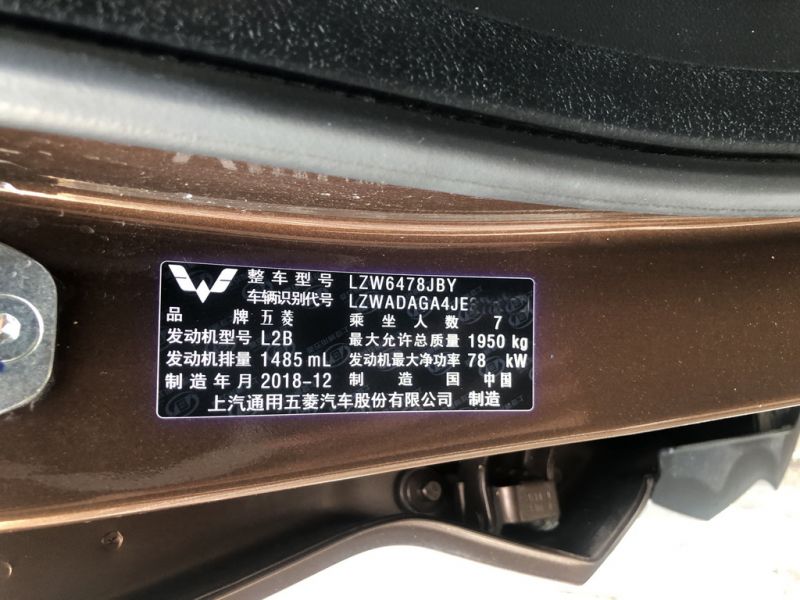 整车型号 LZW6478JBY
车辆识别代号 LZWADAGA4JE
品牌 五菱 乘坐人数 7
发动机型号 L2B 最大允许总质量 1950 kg
发动机排量 1485 mL 发动机最大净功率 78 kW
制造年月 2018-12 制造国 中国
上汽通用五菱汽车股份有限公司 制造